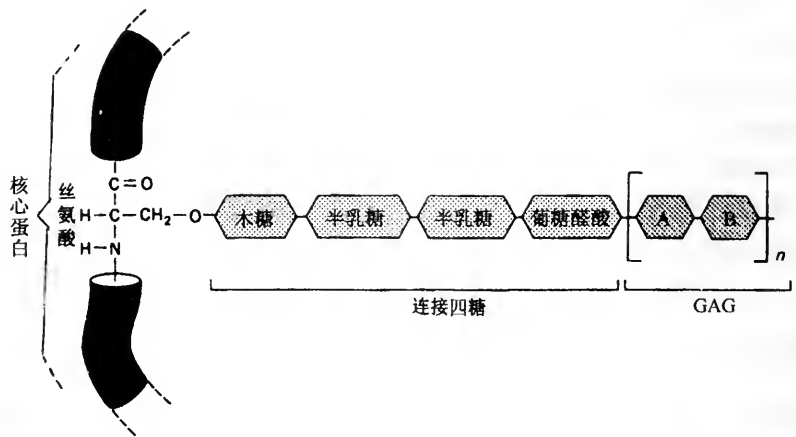 核心蛋白
丝氨酸
C=O
H-C-CH₂-O
H-N
木糖
半乳糖
半乳糖
葡糖醛酸
A
B
n
连接四糖
GAG